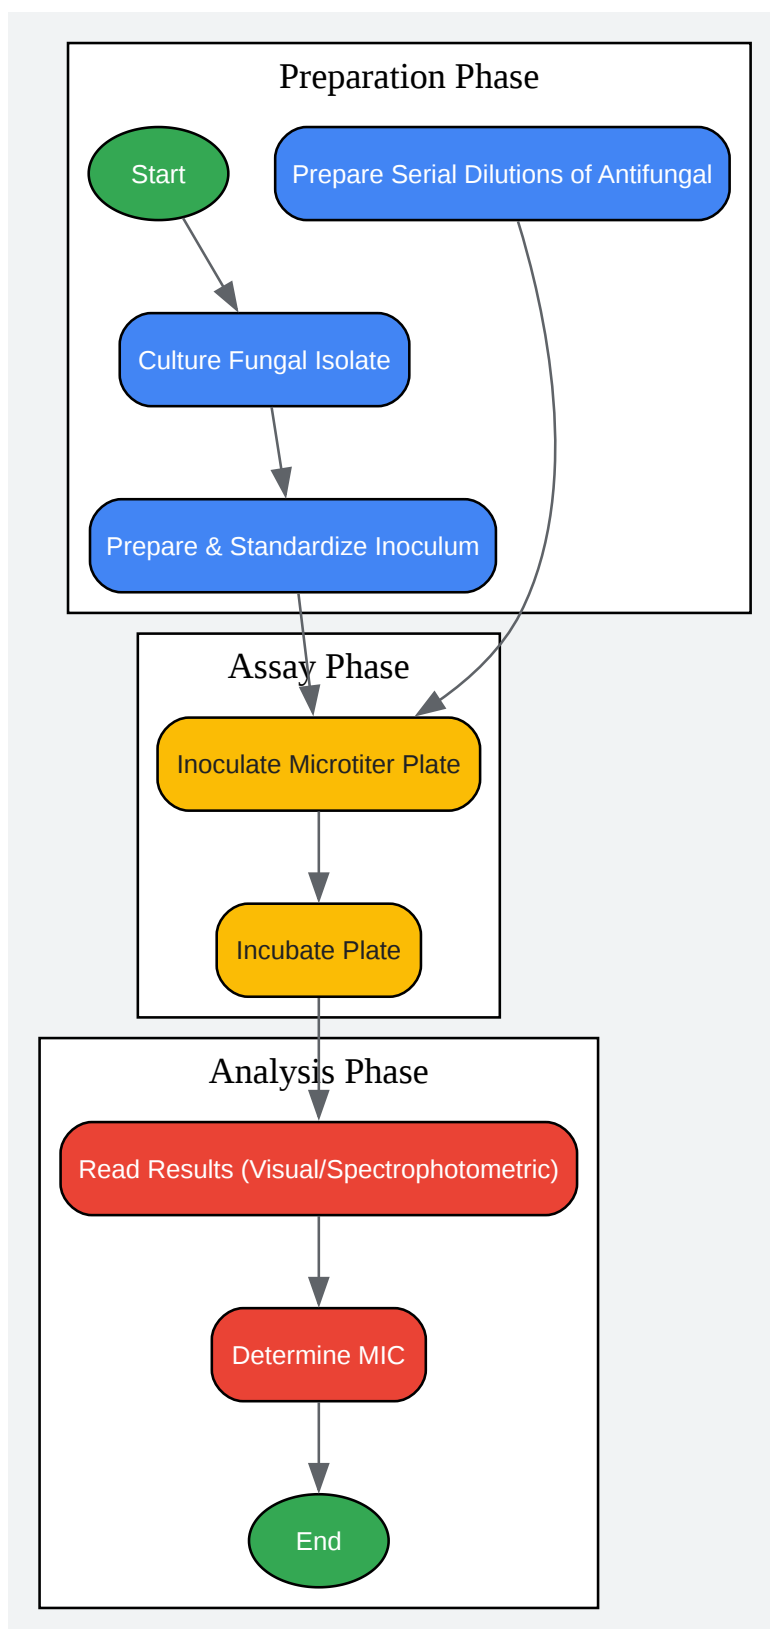 Preparation Phase
Start
Prepare Serial Dilutions of Antifungal
Culture Fungal Isolate
Prepare & Standardize Inoculum
Assay Phase
Inoculate Microtiter Plate
Incubate Plate
Analysis Phase
Read Results (Visual/Spectrophotometric)
Determine MIC
End